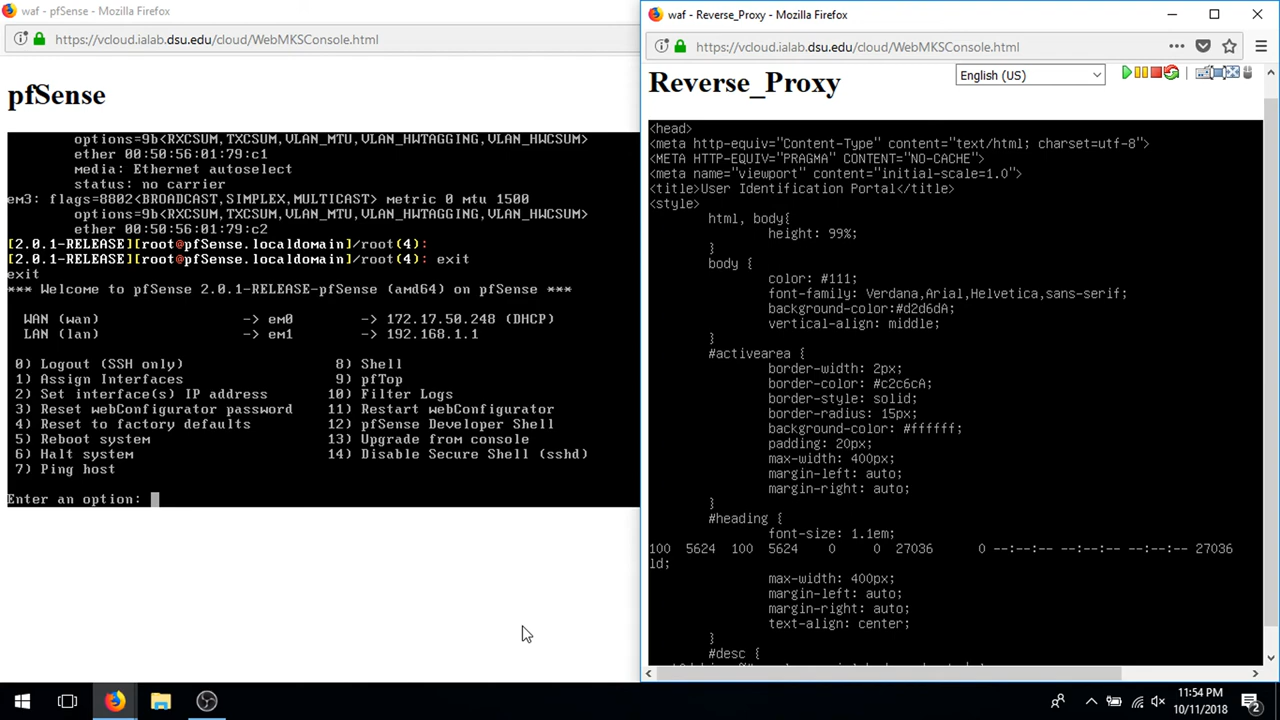 waf - pfSense - Mozilla Firefox
https://vcloud.ialab.dsu.edu/cloud/WebMKSConsole.html
pfSense
options=9b<RXCSUM,TXCSUM,VLAN_MTU,VLAN_HWTAGGING,VLAN_HWCSUM>
ether 00:50:56:01:79:c1
media: Ethernet autoselect
status: no carrier
em3: flags=8802<BROADCAST,SIMPLEX,MULTICAST> metric 0 mtu 1500
options=9b<RXCSUM,TXCSUM,VLAN_MTU,VLAN_HWTAGGING,VLAN_HWCSUM>
ether 00:50:56:01:79:c2
[2.0.1-RELEASE][root@pfSense.localdomain]/root(4):
[2.0.1-RELEASE][root@pfSense.localdomain]/root(4): exit
exit
*** Welcome to pfSense 2.0.1-RELEASE-pfSense (amd64) on pfSense ***
WAN (wan) -> em0 -> 172.17.50.248 (DHCP)
LAN (lan) -> em1 -> 192.168.1.1
0) Logout (SSH only) 8) Shell
1) Assign Interfaces 9) pfTop
2) Set interface(s) IP address 10) Filter Logs
3) Reset webConfigurator password 11) Restart webConfigurator
4) Reset to factory defaults 12) pfSense Developer Shell
5) Reboot system 13) Upgrade from console
6) Halt system 14) Disable Secure Shell (sshd)
7) Ping host
Enter an option:
waf - Reverse_Proxy - Mozilla Firefox
https://vcloud.ialab.dsu.edu/cloud/WebMKSConsole.html
Reverse_Proxy
English (US)
<head>
<meta http-equiv="Content-Type" content="text/html; charset=utf-8">
<META HTTP-EQUIV="PRAGMA" CONTENT="NO-CACHE">
<meta name="viewport" content="initial-scale=1.0">
<title>User Identification Portal</title>
<style>
html, body{
height: 99%;
}
body {
color: #111;
font-family: Verdana,Arial,Helvetica,sans-serif;
background-color:#d2d6dA;
vertical-align: middle;
}
#activearea {
border-width: 2px;
border-color: #c2c6cA;
border-style: solid;
border-radius: 15px;
background-color: #ffffff;
padding: 20px;
max-width: 400px;
margin-left: auto;
margin-right: auto;
}
#heading {
font-size: 1.1em;
100 5624 100 5624 0 0 27036 0 --:--:-- --:--:-- --:--:-- 27036
ld;
max-width: 400px;
margin-left: auto;
margin-right: auto;
text-align: center;
}
#desc {
11:54 PM
10/11/2018
2